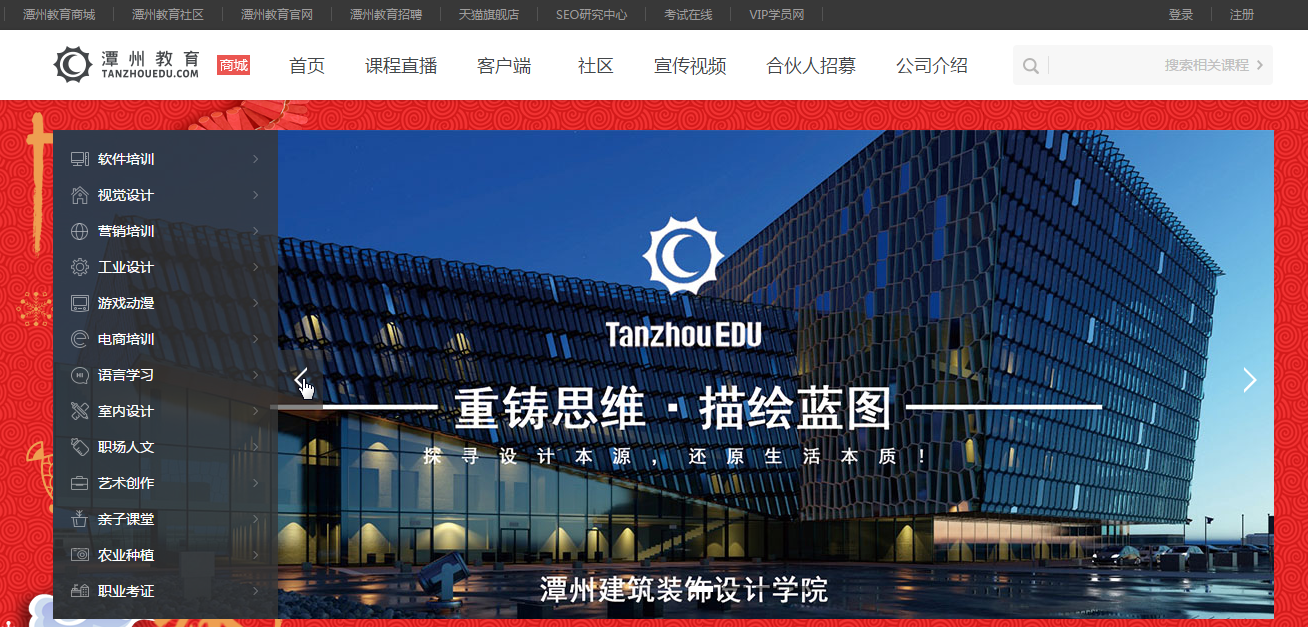 潭州教育商城 潭州教育社区 潭州教育官网 潭州教育招聘 天猫旗舰店 SEO研究中心 考试在线 VIP学员网 登录 注册
潭州教育 TANZHOUEDU.COM 商城 首页 课程直播 客户端 社区 宣传视频 合伙人招募 公司介绍 搜索相关课程
软件培训
视觉设计
营销培训
工业设计
游戏动漫
电商培训
语言学习
室内设计
职场人文
艺术创作
亲子课堂
农业种植
职业考证
Tanzhou EDU
重铸思维·描绘蓝图
探寻设计本源，还原生活本质！
潭州建筑装饰设计学院